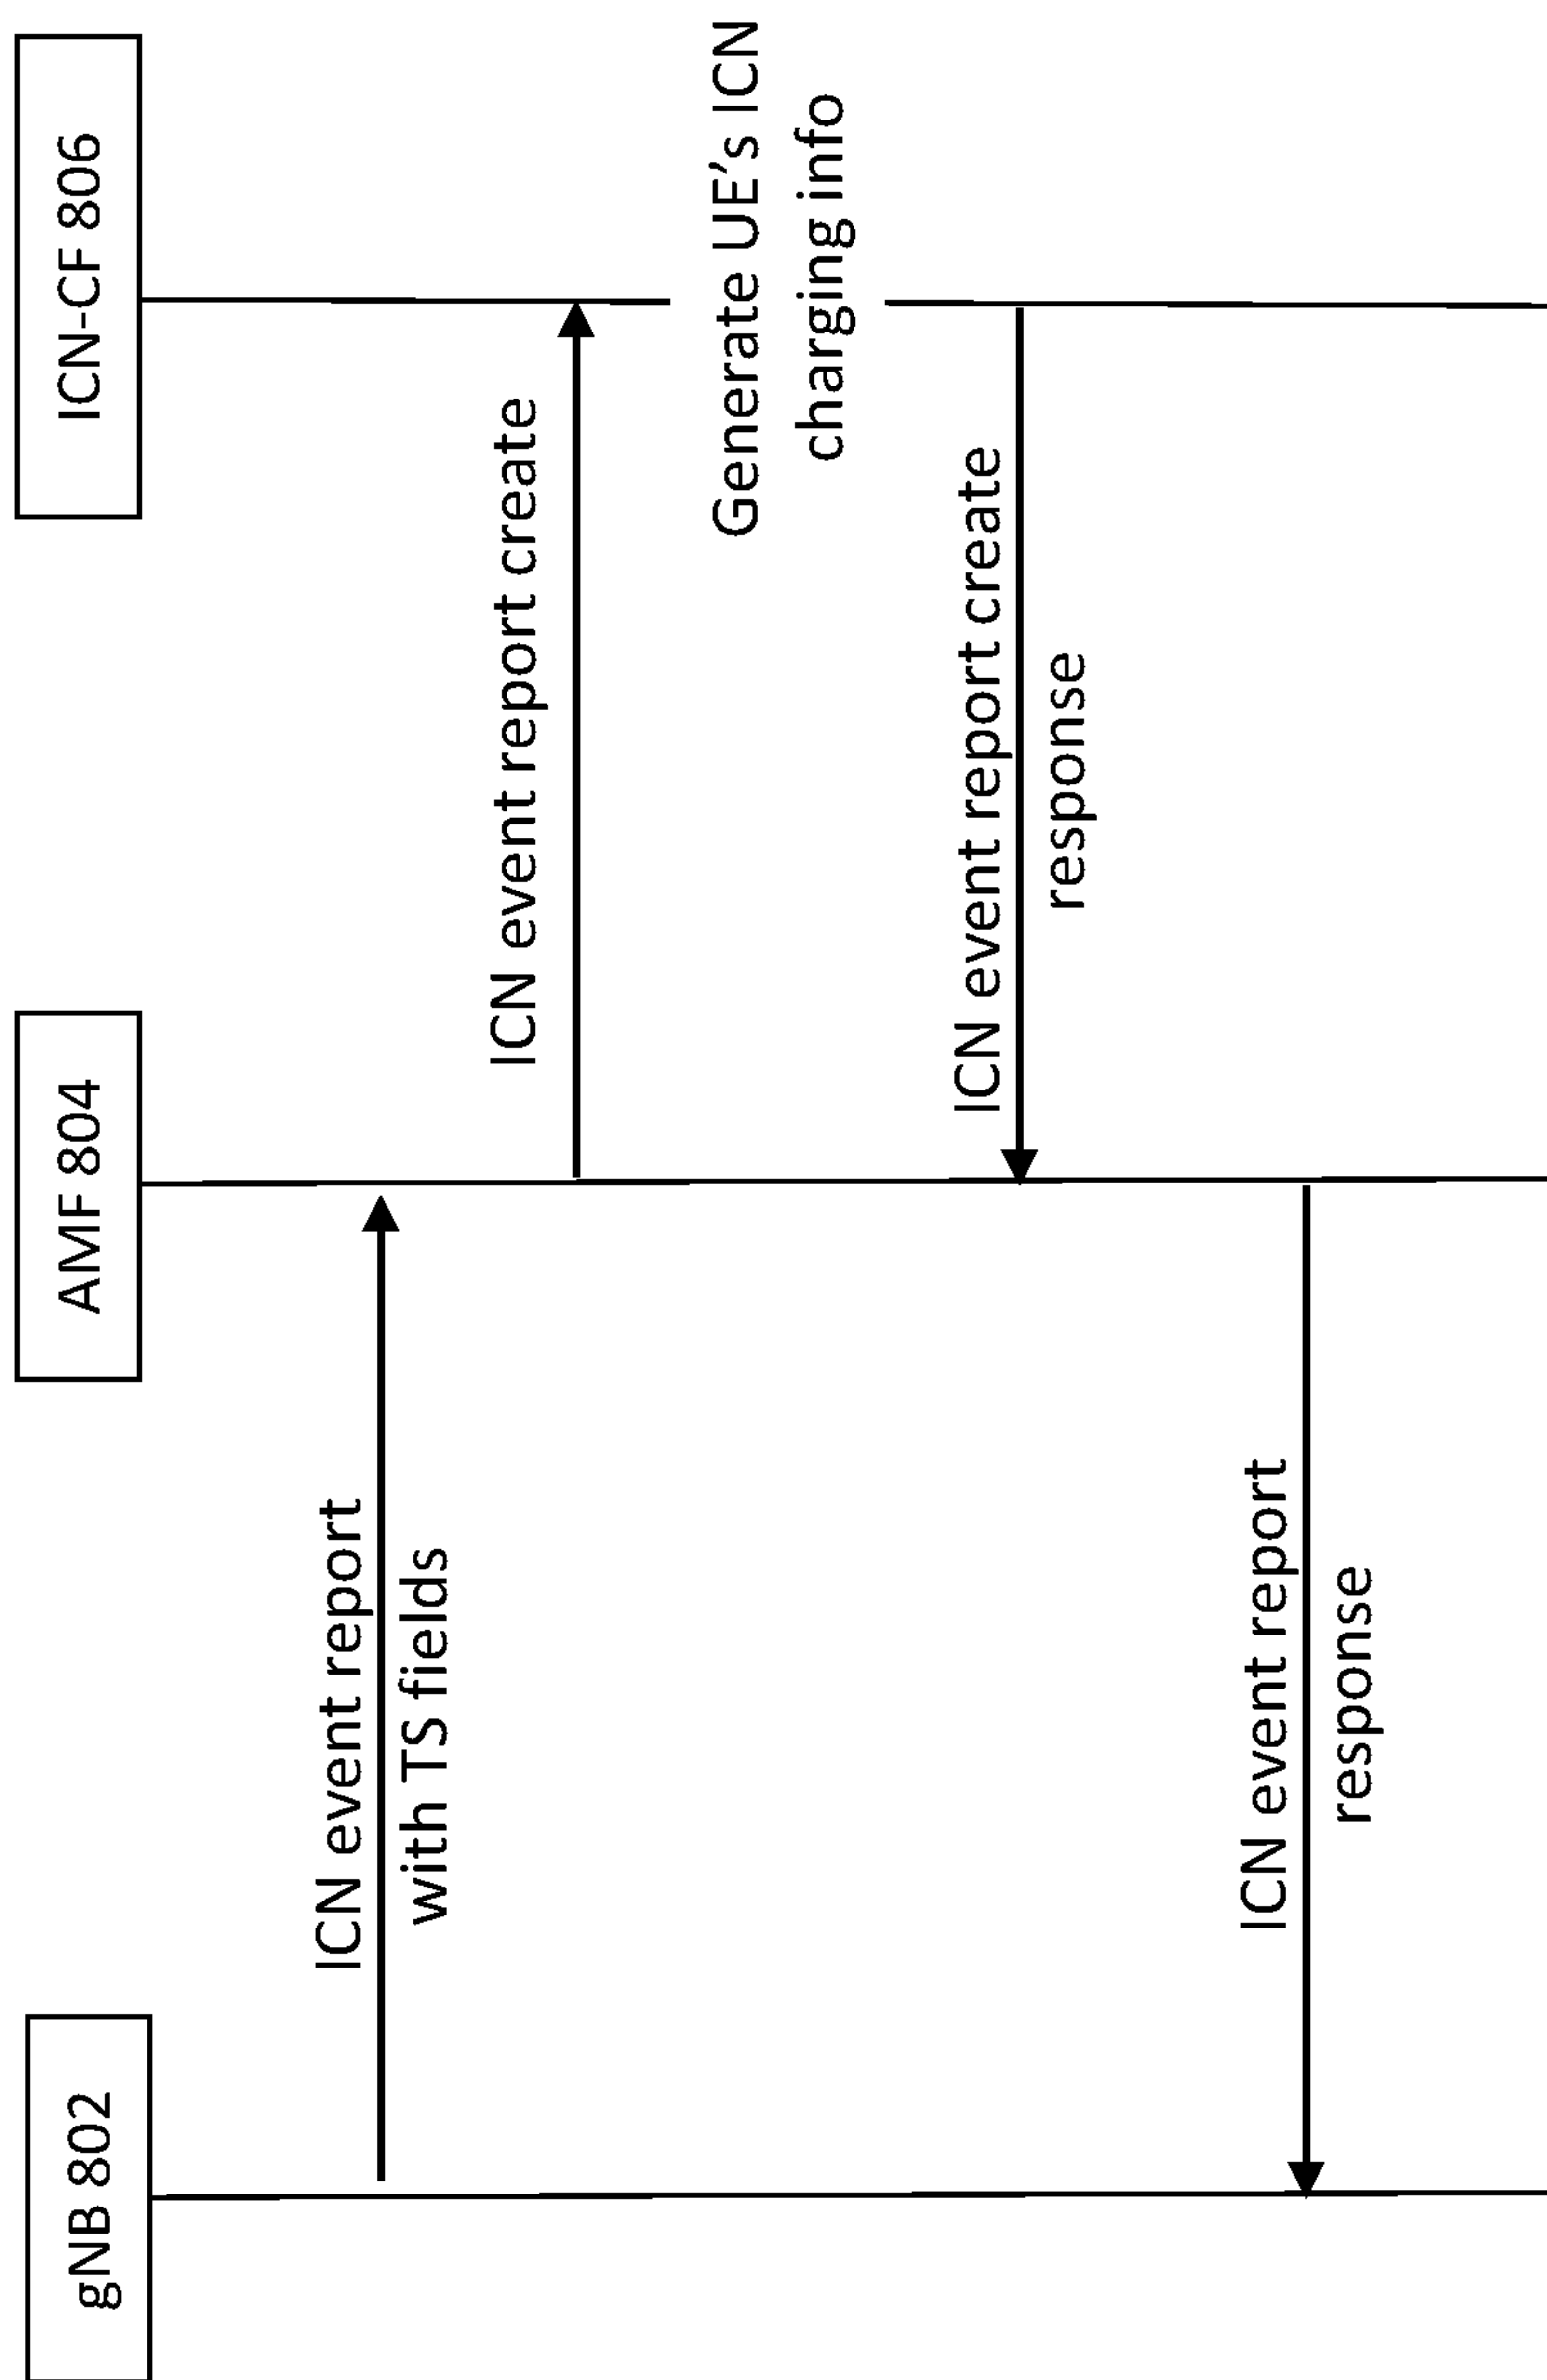 gNB 802
AMF 804
ICN-CF 806
ICN event report
with TS fields
ICN event report create
Generate UE’s ICN
charging info
ICN event report create
response
ICN event report
response